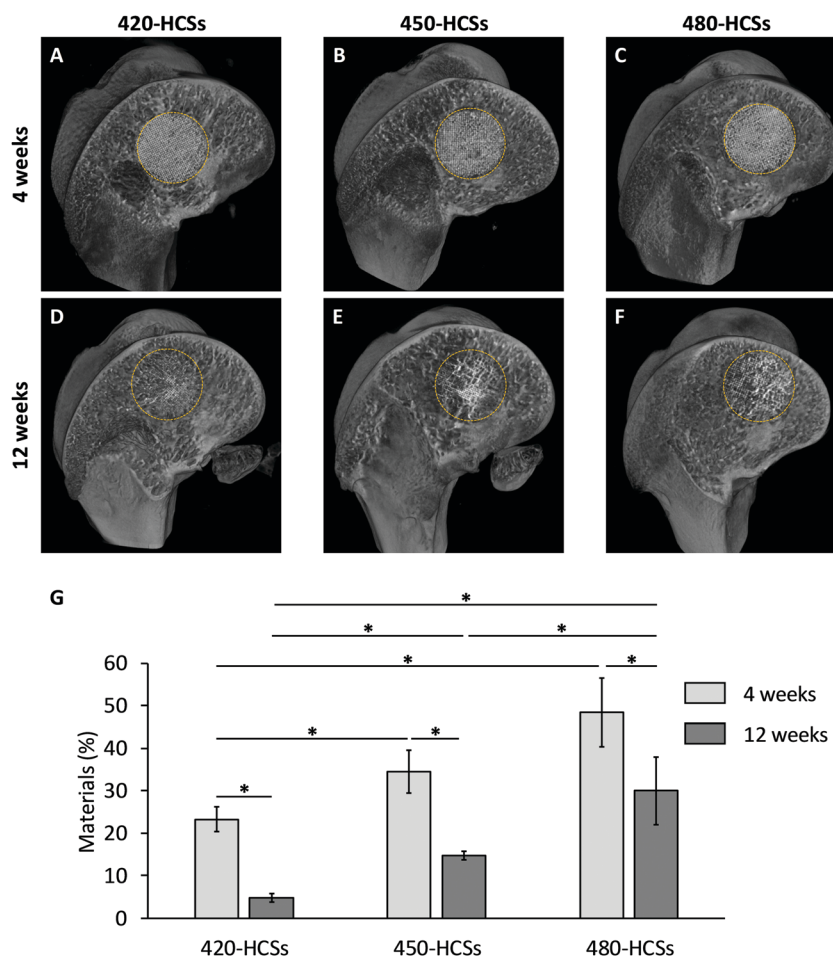 420-HCSs 450-HCSs 480-HCSs
4 weeks
A B C
12 weeks
D E F
G
*
* *
* *
* *
*
Materials (%)
60
50
40
30
20
10
0
4 weeks
12 weeks
420-HCSs 450-HCSs 480-HCSs